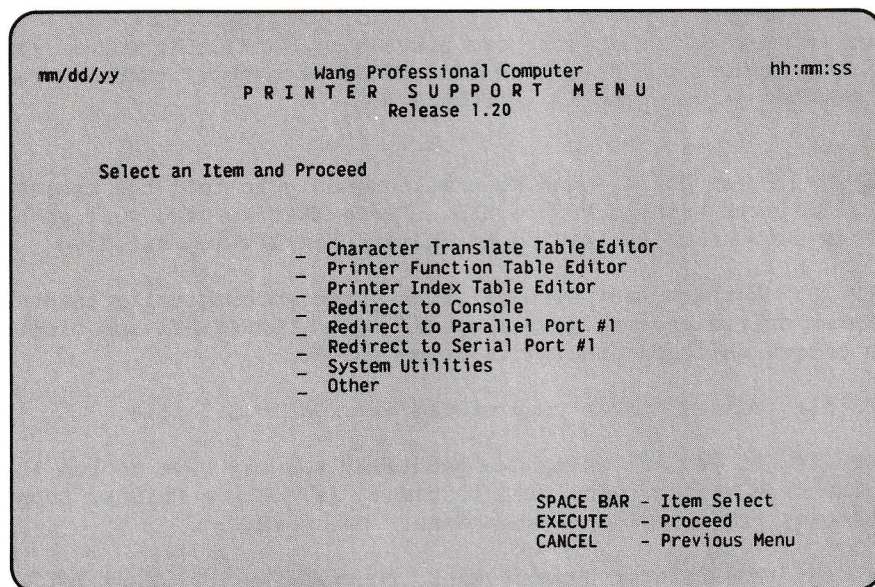 mm/dd/yy Wang Professional Computer hh:mm:ss
P R I N T E R S U P P O R T M E N U
Release 1.20
Select an Item and Proceed
_ Character Translate Table Editor
_ Printer Function Table Editor
_ Printer Index Table Editor
_ Redirect to Console
_ Redirect to Parallel Port #1
_ Redirect to Serial Port #1
_ System Utilities
_ Other
SPACE BAR - Item Select
EXECUTE - Proceed
CANCEL - Previous Menu